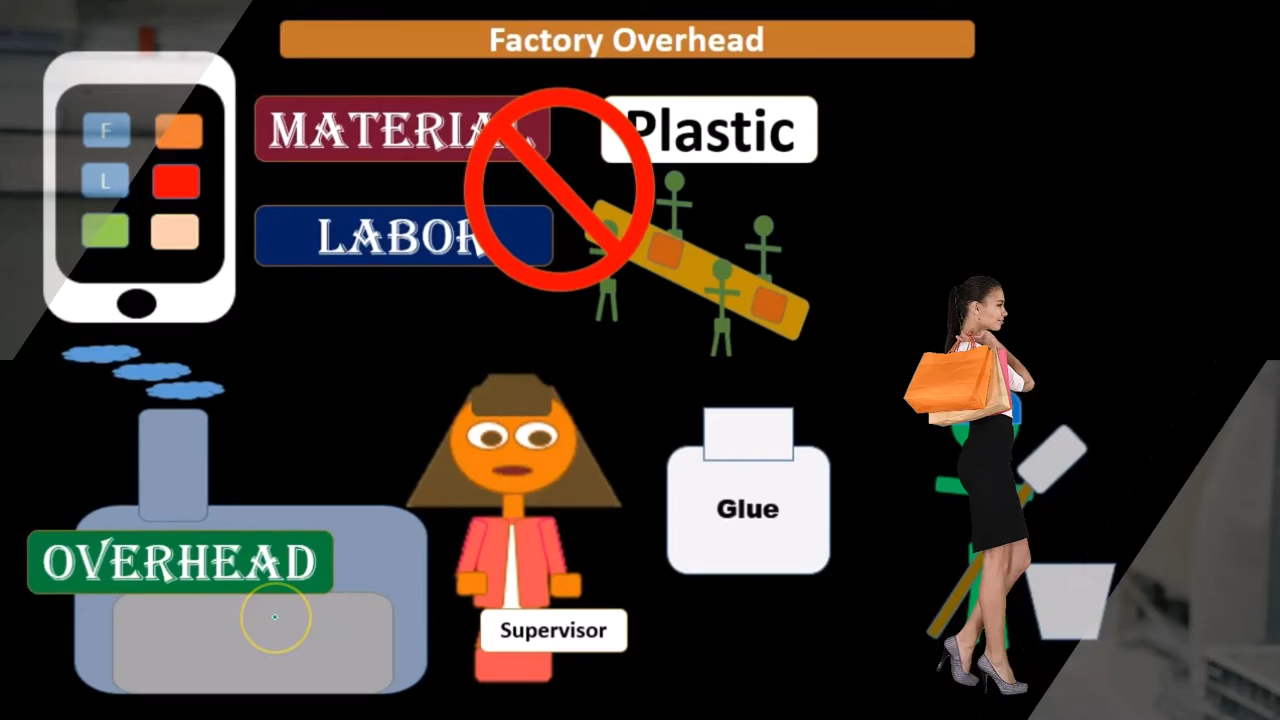 Factory Overhead
F
MATERIAL
Plastic
L
LABOR
Glue
OVERHEAD
Supervisor